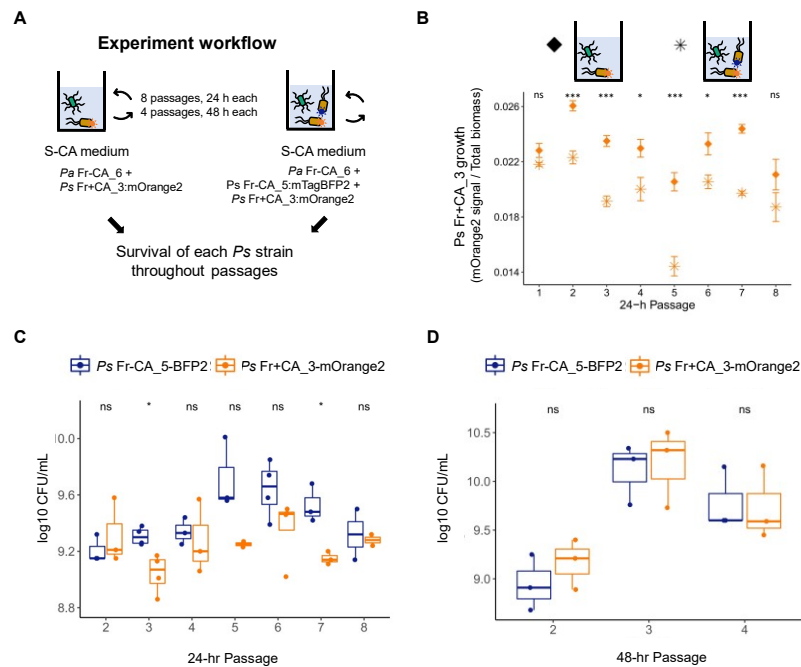 A
Experiment workflow
8 passages, 24 h each
4 passages, 48 h each
S-CA medium
Pa Fr-CA_6 +
Ps Fr+CA_3:mOrange2
S-CA medium
Pa Fr-CA_6 +
Ps Fr-CA_5:mTagBFP2 +
Ps Fr+CA_3:mOrange2
Survival of each Ps strain
throughout passages
B
Ps Fr+CA_3 growth
(mOrange2 signal / Total biomass)
ns *** *** * *** * *** ns
0.026
0.022
0.018
0.014
1 2 3 4 5 6 7 8
24-h Passage
C
Ps Fr-CA_5-BFP2 Ps Fr+CA_3-mOrange2
ns * ns ns ns * ns
log10 CFU/mL
10.0
9.6
9.2
8.8
2 3 4 5 6 7 8
24-hr Passage
D
Ps Fr-CA_5-BFP2 Ps Fr+CA_3-mOrange2
ns ns ns
log10 CFU/mL
10.5
10.0
9.5
9.0
2 3 4
48-hr Passage